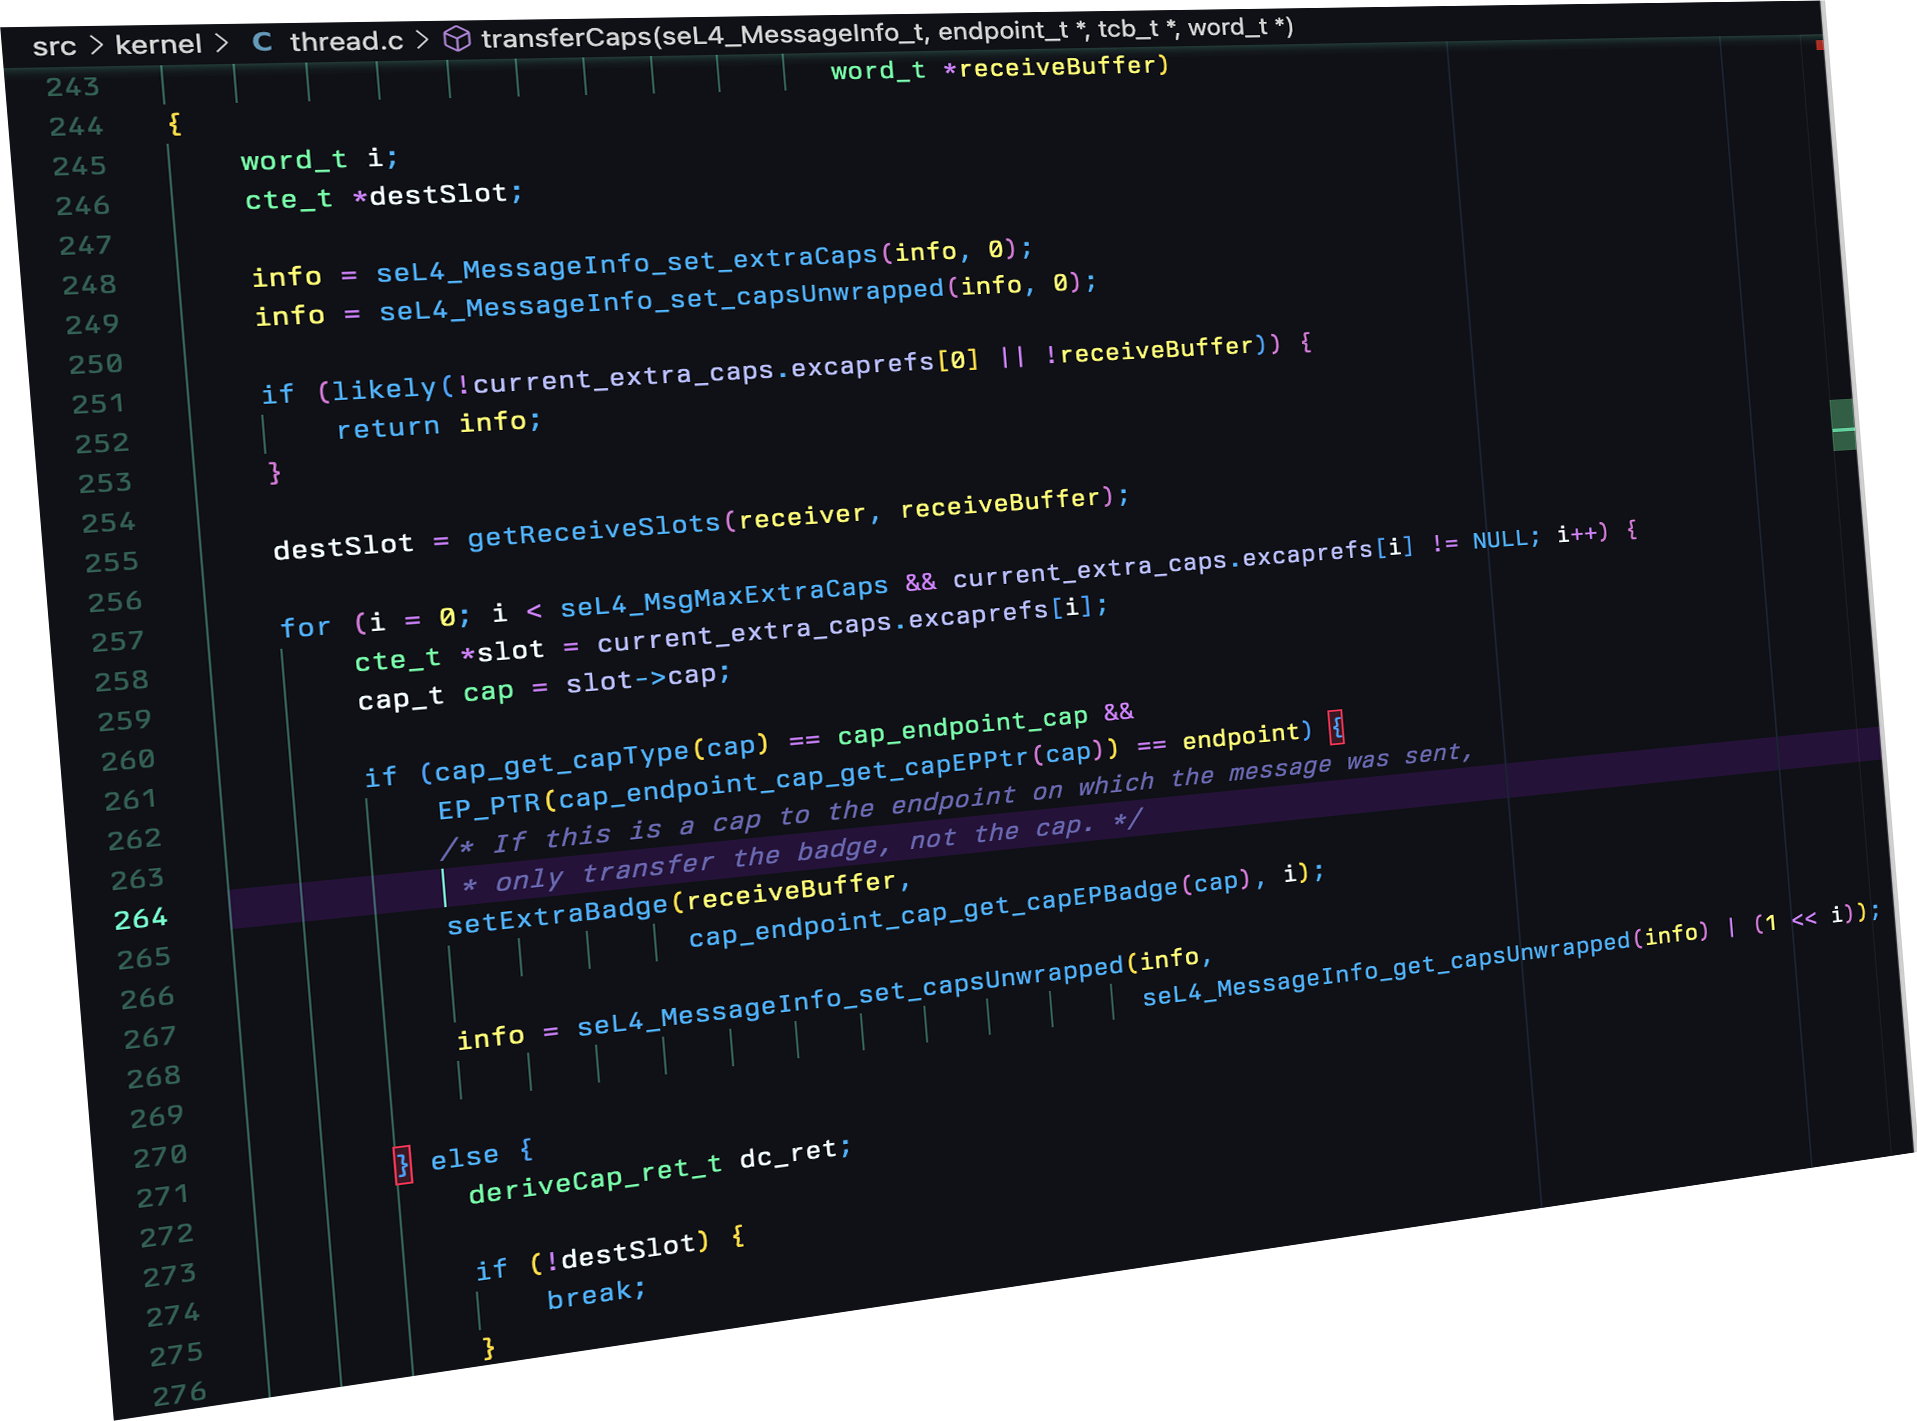 src > kernel > C thread.c > transferCaps(seL4_MessageInfo_t, endpoint_t *, tcb_t *, word_t *)
243 word_t *receiveBuffer)
244 {
245 word_t i;
246 cte_t *destSlot;
247
248 info = seL4_MessageInfo_set_extraCaps(info, 0);
249 info = seL4_MessageInfo_set_capsUnwrapped(info, 0);
250
251 if (likely(!current_extra_caps.excaprefs[0] || !receiveBuffer)) {
252 return info;
253 }
254
255 destSlot = getReceiveSlots(receiver, receiveBuffer);
256
257 for (i = 0; i < seL4_MsgMaxExtraCaps && current_extra_caps.excaprefs[i] != NULL; i++) {
258 cte_t *slot = current_extra_caps.excaprefs[i];
259 cap_t cap = slot->cap;
260
261 if (cap_get_capType(cap) == cap_endpoint_cap &&
262 EP_PTR(cap_endpoint_cap_get_capEPPtr(cap)) == endpoint) {
263 /* If this is a cap to the endpoint on which the message was sent,
264 * only transfer the badge, not the cap. */
265 setExtraBadge(receiveBuffer,
266 cap_endpoint_cap_get_capEPBadge(cap), i);
267
268 info = seL4_MessageInfo_set_capsUnwrapped(info,
269 seL4_MessageInfo_get_capsUnwrapped(info) | (1 << i));
270
271 } else {
272 deriveCap_ret_t dc_ret;
273
274 if (!destSlot) {
275 break;
276 }